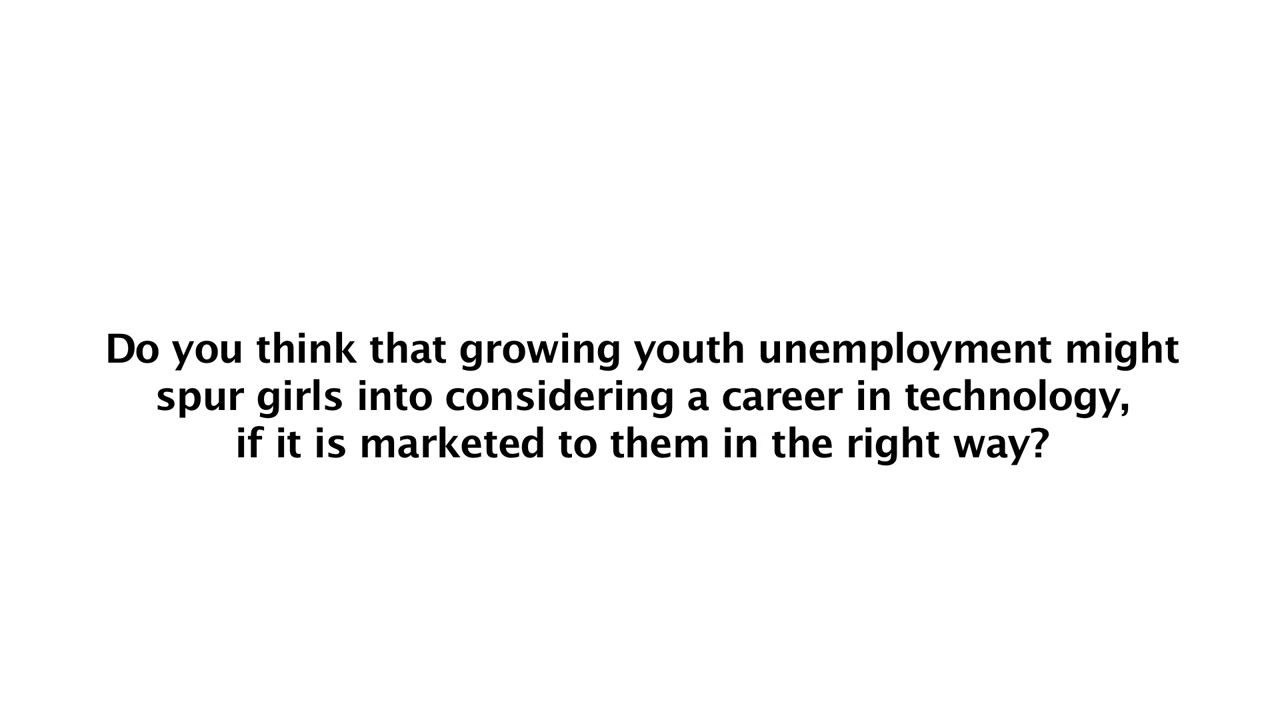 Do you think that growing youth unemployment might
spur girls into considering a career in technology,
if it is marketed to them in the right way?